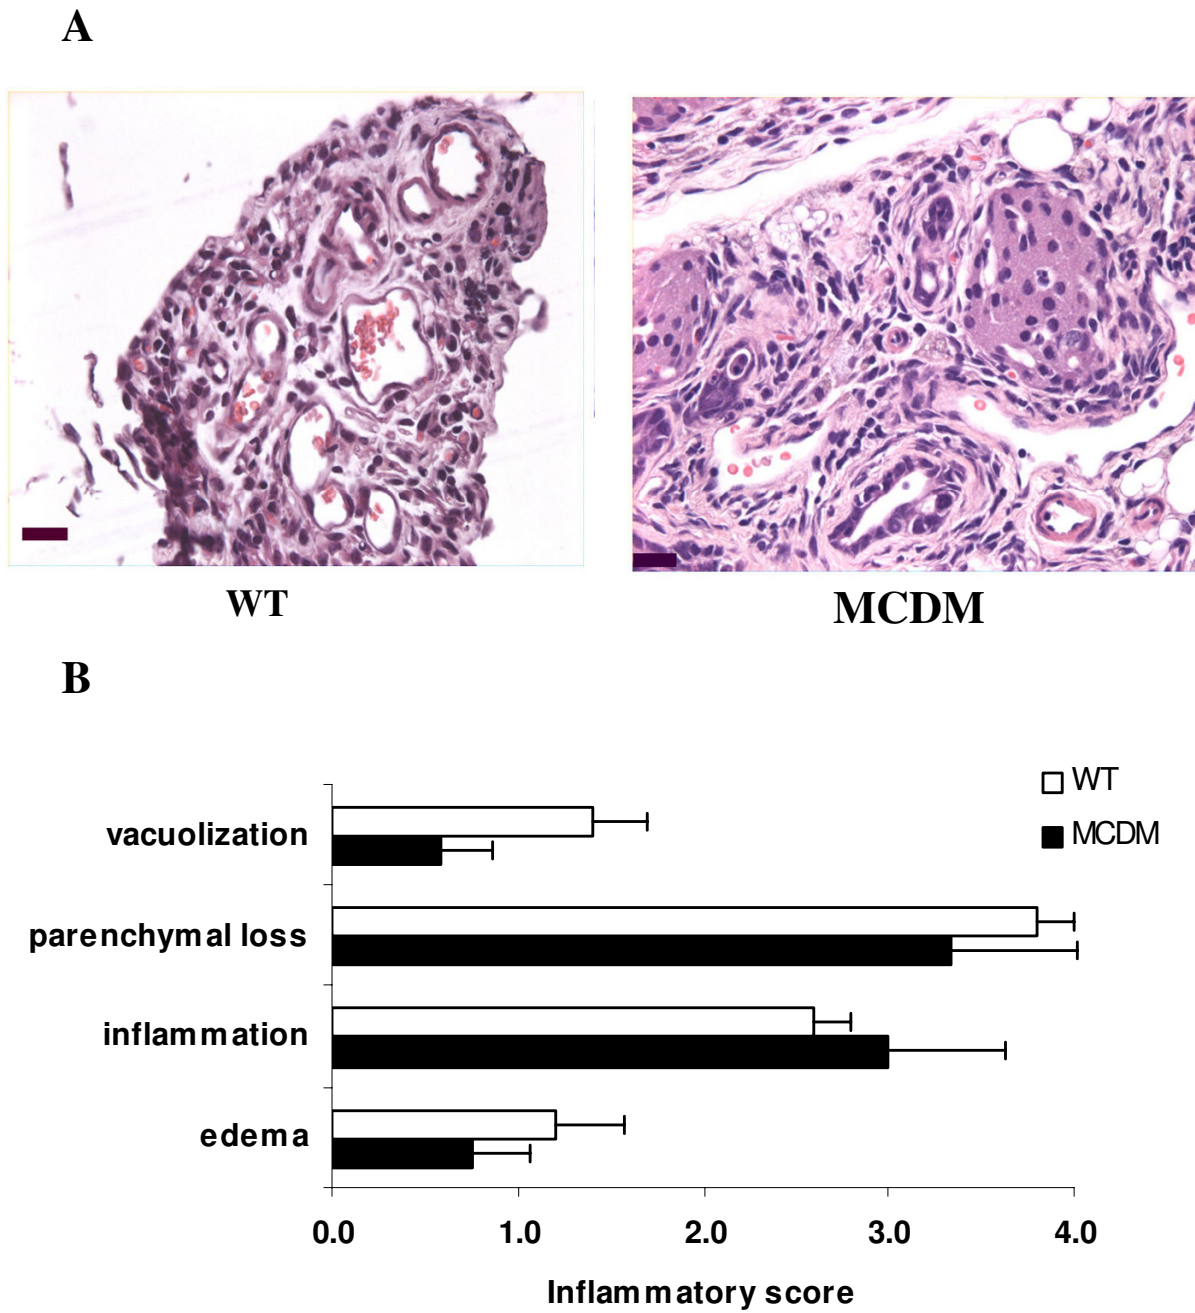 A
WT
MCDM
B
WT
MCDM
vacuolization
parenchymal loss
inflammation
edema
0.0 1.0 2.0 3.0 4.0
Inflammatory score